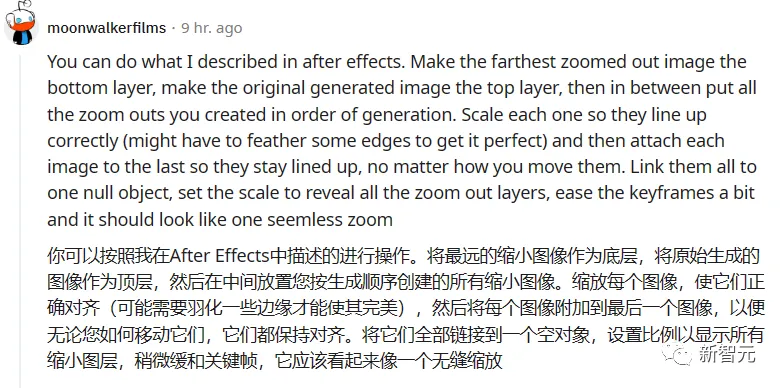 moonwalkerfilms · 9 hr. ago
You can do what I described in after effects. Make the farthest zoomed out image the
bottom layer, make the original generated image the top layer, then in between put all
the zoom outs you created in order of generation. Scale each one so they line up
correctly (might have to feather some edges to get it perfect) and then attach each
image to the last so they stay lined up, no matter how you move them. Link them all to
one null object, set the scale to reveal all the zoom out layers, ease the keyframes a bit
and it should look like one seemless zoom
你可以按照我在After Effects中描述的进行操作。将最远的缩小图像作为底层，将原始生成的
图像作为顶层，然后在中间放置您按生成顺序创建的所有缩小图像。缩放每个图像，使它们正
确对齐（可能需要羽化一些边缘才能使其完美），然后将每个图像附加到最后一个图像，以便
无论您如何移动它们，它们都保持对齐。将它们全部链接到一个空对象，设置比例以显示所有
缩小图层，稍微缓和关键帧，它应该看起来像一个无缝缩放
新智元